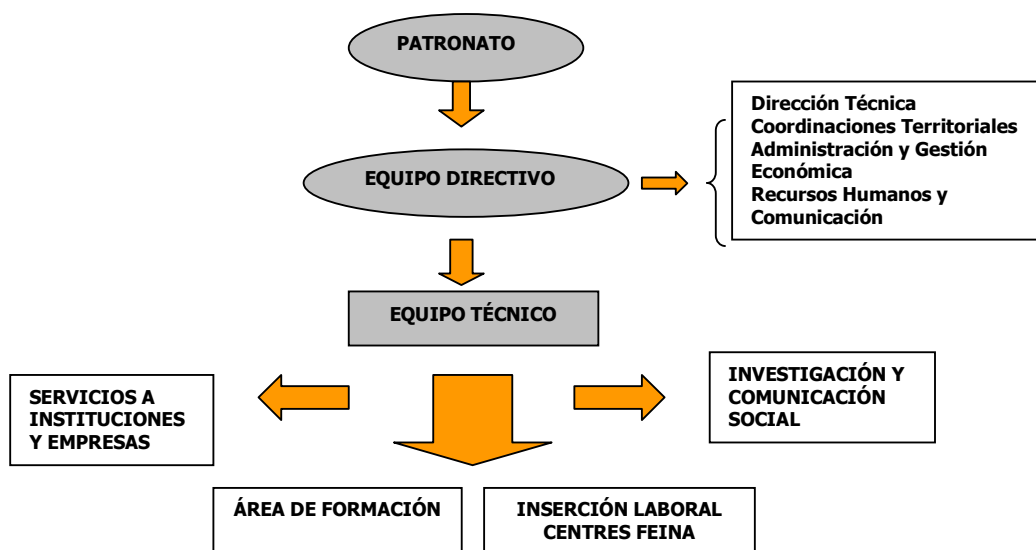 PATRONATO
Dirección Técnica
Coordinaciones Territoriales
Administración y Gestión
Económica
Recursos Humanos y
Comunicación
EQUIPO DIRECTIVO
EQUIPO TÉCNICO
SERVICIOS A
INSTITUCIONES
Y EMPRESAS
INVESTIGACIÓN Y
COMUNICACIÓN
SOCIAL
ÁREA DE FORMACIÓN
INSERCIÓN LABORAL
CENTRES FEINA